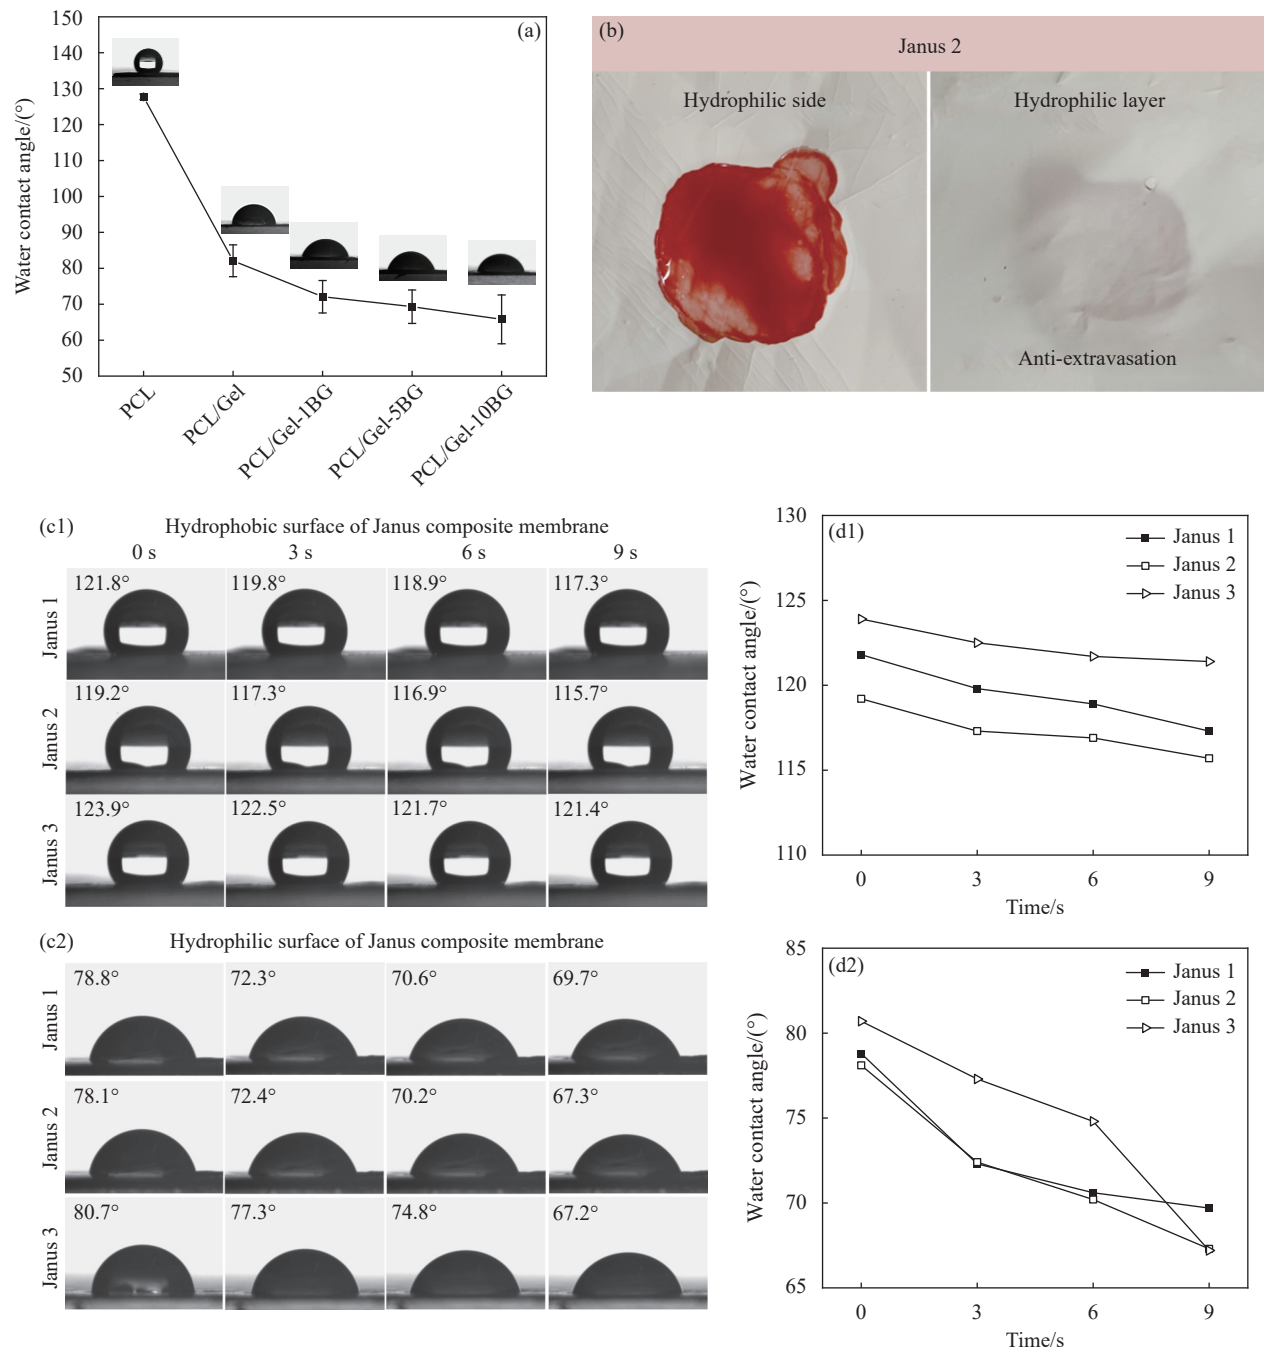 (a)
150
140
130
120
110
100
90
80
70
60
50
Water contact angle/(°)
PCL
PCL/Gel
PCL/Gel-1BG
PCL/Gel-5BG
PCL/Gel-10BG
(b)
Janus 2
Hydrophilic side
Hydrophilic layer
Anti-extravasation
(c1)
Hydrophobic surface of Janus composite membrane
0 s 3 s 6 s 9 s
Janus 1
121.8° 119.8° 118.9° 117.3°
Janus 2
119.2° 117.3° 116.9° 115.7°
Janus 3
123.9° 122.5° 121.7° 121.4°
(d1)
Janus 1
Janus 2
Janus 3
130
125
120
115
110
Water contact angle/(°)
0 3 6 9
Time/s
(c2)
Hydrophilic surface of Janus composite membrane
Janus 1
78.8° 72.3° 70.6° 69.7°
Janus 2
78.1° 72.4° 70.2° 67.3°
Janus 3
80.7° 77.3° 74.8° 67.2°
(d2)
Janus 1
Janus 2
Janus 3
85
80
75
70
65
Water contact angle/(°)
0 3 6 9
Time/s